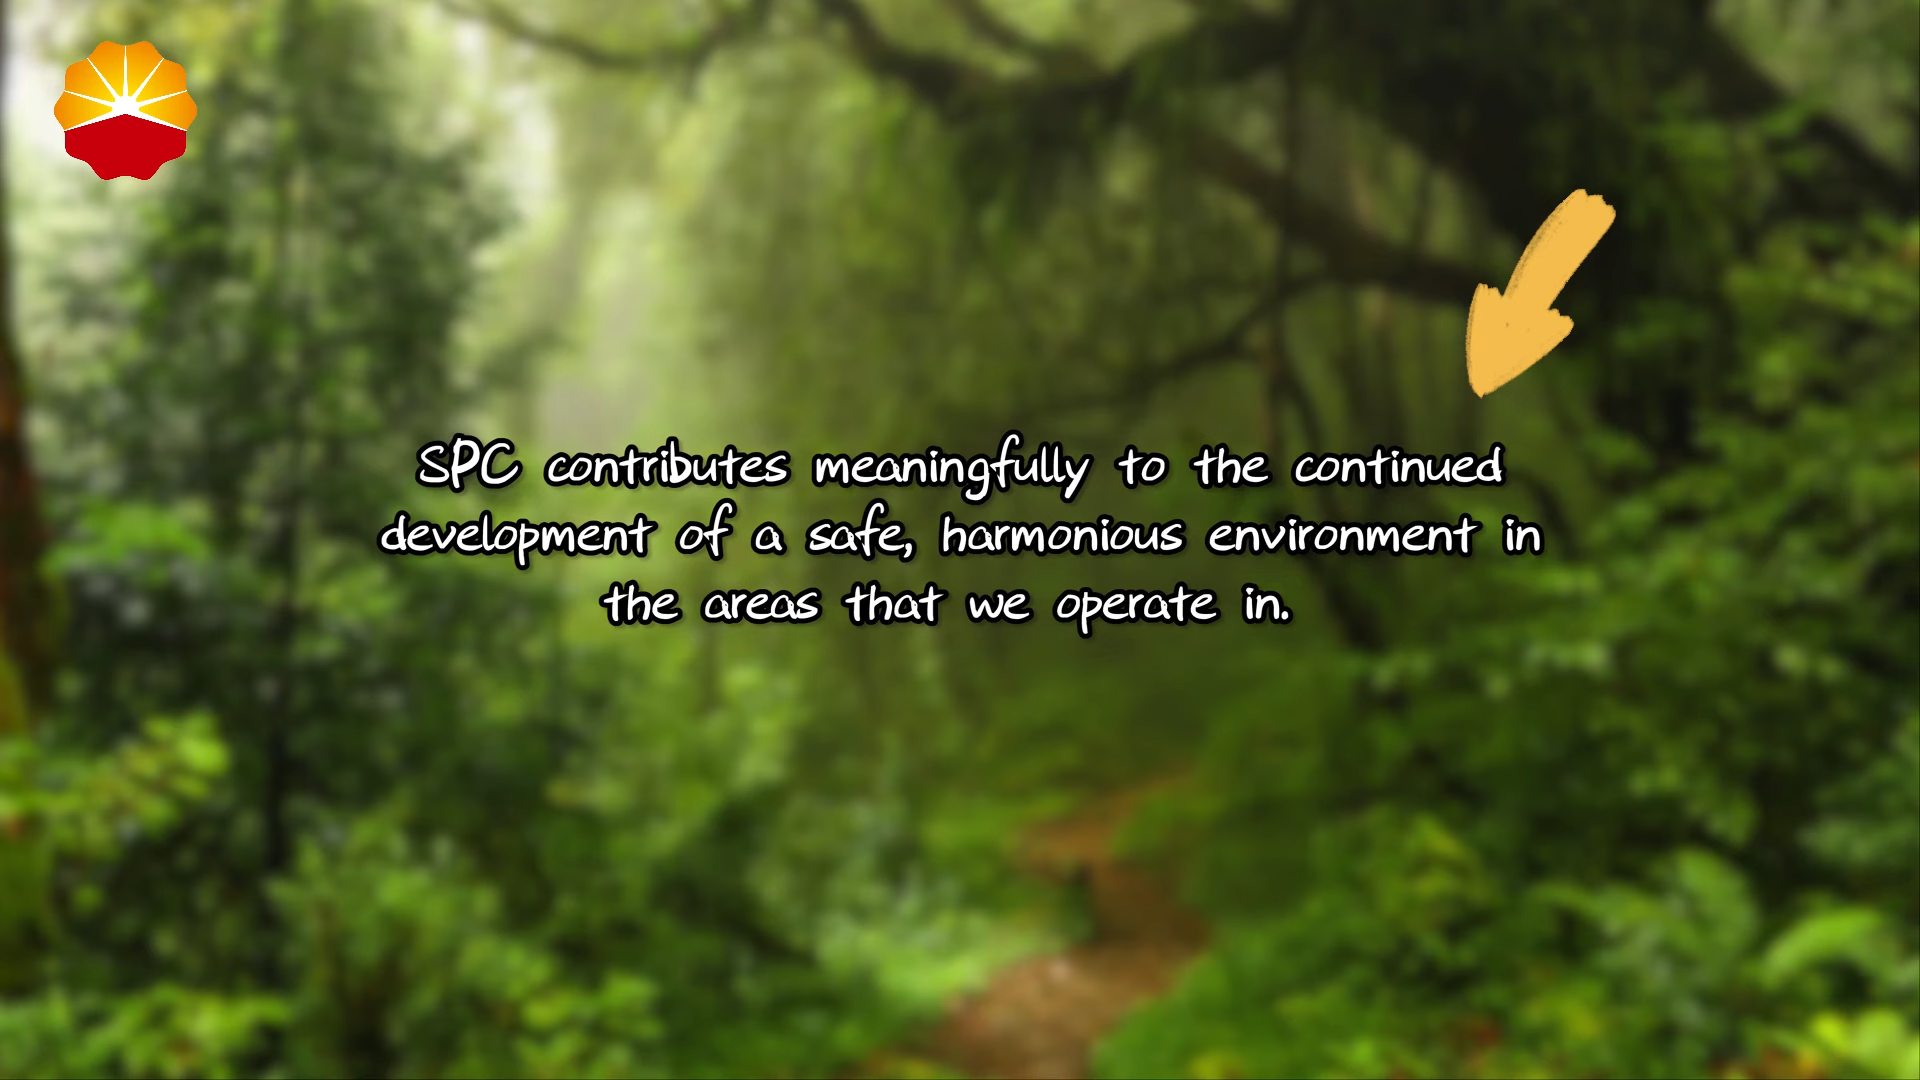 SPC contributes meaningfully to the continued
development of a safe, harmonious environment in
the areas that we operate in.